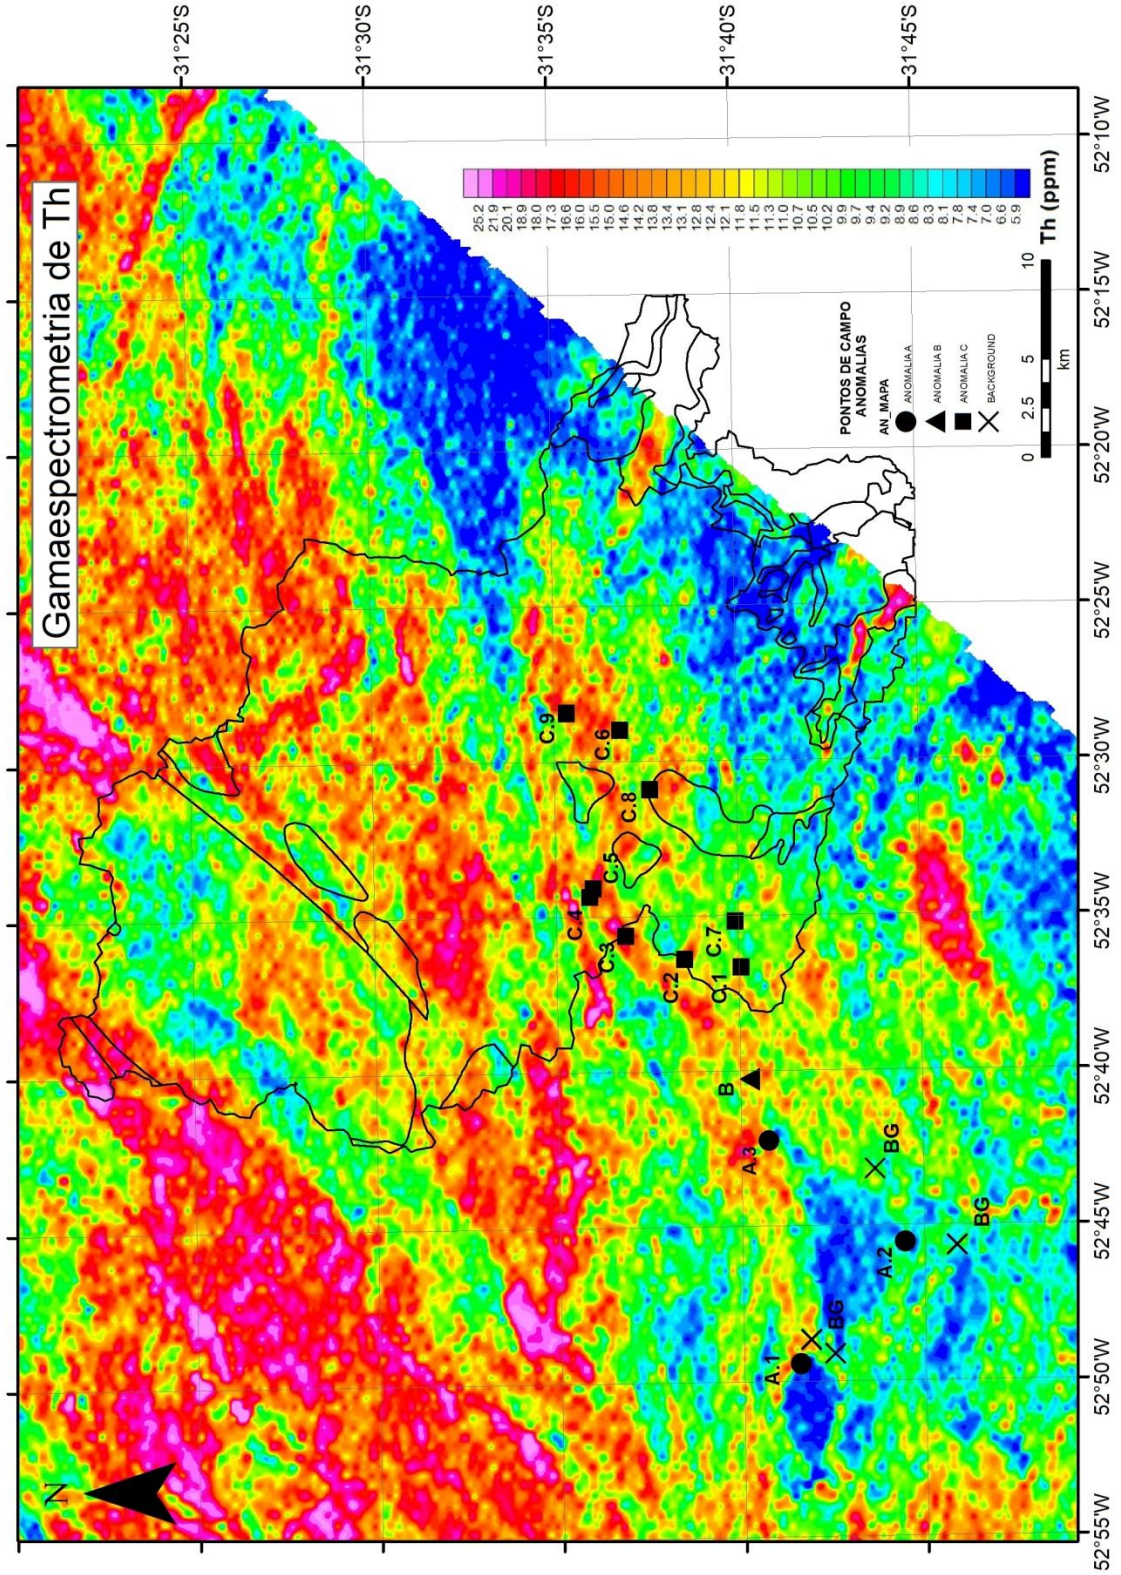 Gamaespectrometria de Th
N
31°25'S
31°30'S
31°35'S
31°40'S
31°45'S
52°55'W
52°50'W
52°45'W
52°40'W
52°35'W
52°30'W
52°25'W
52°20'W
52°15'W
52°10'W
C.9
C.6
C.8
C.5
C.4
C.3
C.2
C.7
C.1
B
A.3
BG
A.2
BG
BG
A.1
25.2
21.9
20.1
18.9
18.0
17.3
16.6
16.0
15.5
15.0
14.6
14.2
13.8
13.4
13.1
12.8
12.4
12.1
11.8
11.5
11.3
11.0
10.7
10.5
10.2
9.9
9.7
9.4
9.2
8.9
8.6
8.3
8.1
7.8
7.4
7.0
6.6
5.9
Th (ppm)
PONTOS DE CAMPO
ANOMALIAS
AN_MAPA
ANOMALIA A
ANOMALIA B
ANOMALIA C
BACKGROUND
0 2.5 5 10
km